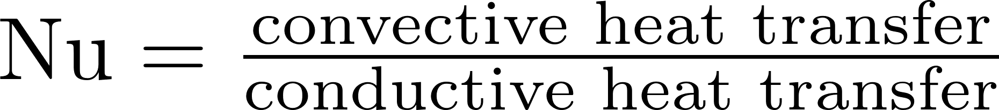 Nu = convective heat transfer
conductive heat transfer